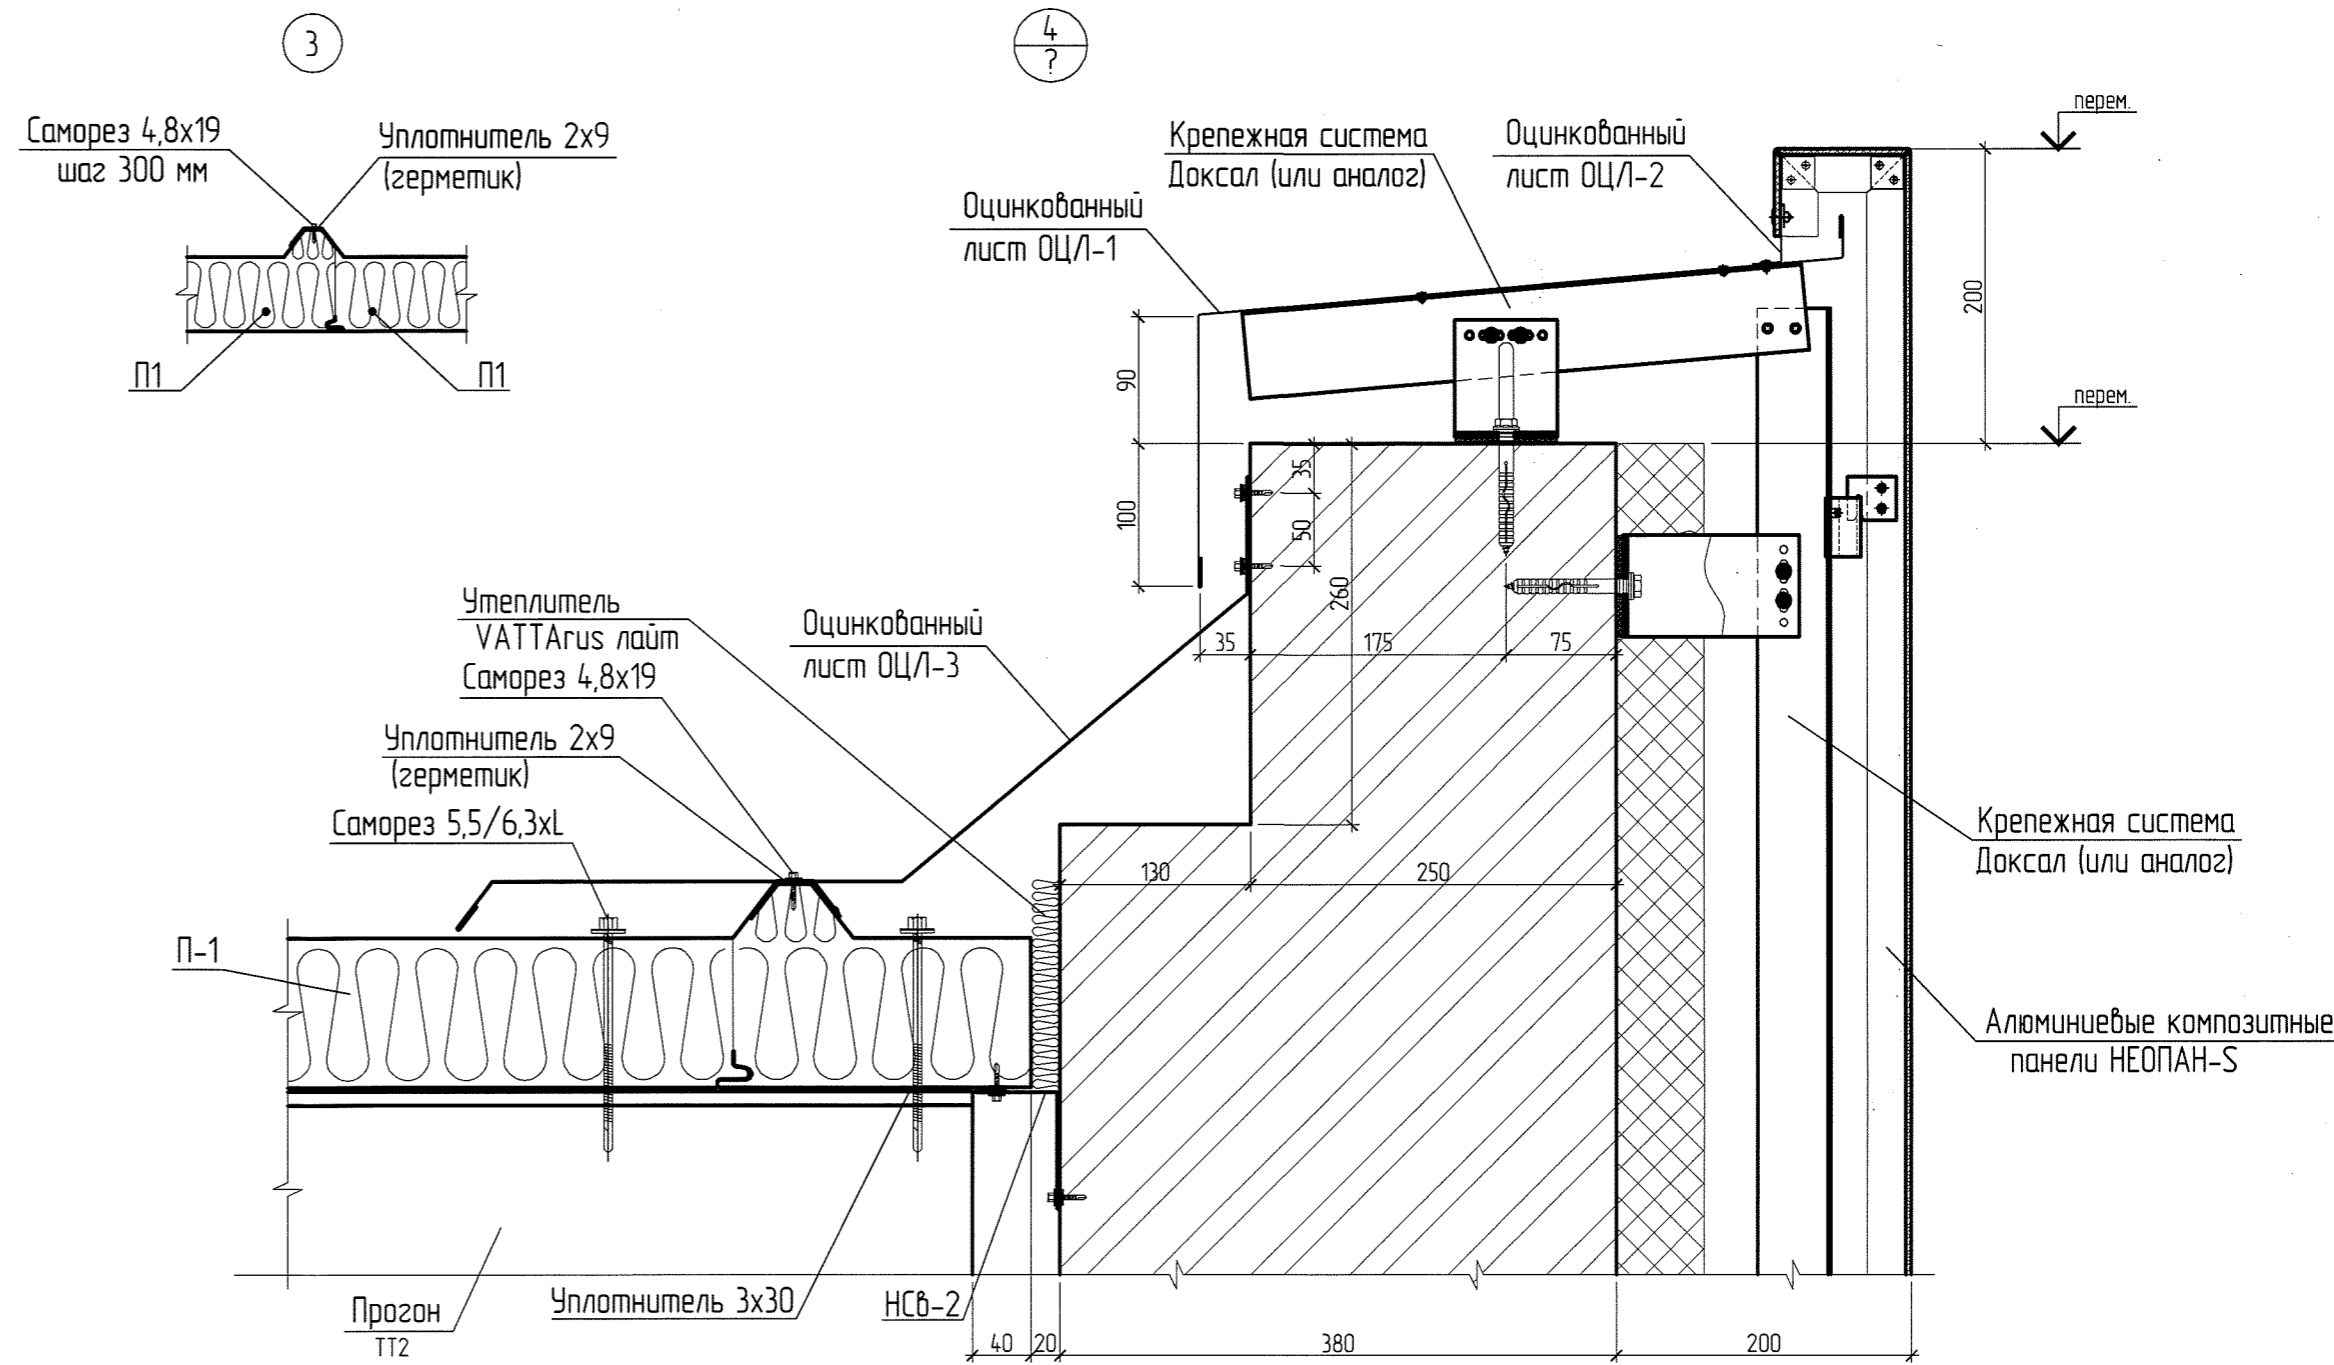 3
4
?
Саморез 4,8х19
шаг 300 мм
Уплотнитель 2х9
(герметик)
П1
П1
перем.
Крепежная система
Доксал (или аналог)
Оцинкованный
лист ОЦЛ-2
Оцинкованный
лист ОЦЛ-1
200
90
перем.
35
100
50
260
Утеплитель
VATTArus лайт
Оцинкованный
лист ОЦЛ-3
35
175
75
Саморез 4,8х19
Уплотнитель 2х9
(герметик)
Саморез 5,5/6,3хL
Крепежная система
Доксал (или аналог)
130
250
П-1
Алюминиевые композитные
панели НЕОПАН-S
Прогон
ТТ2
Уплотнитель 3х30
НСв-2
40
20
380
200